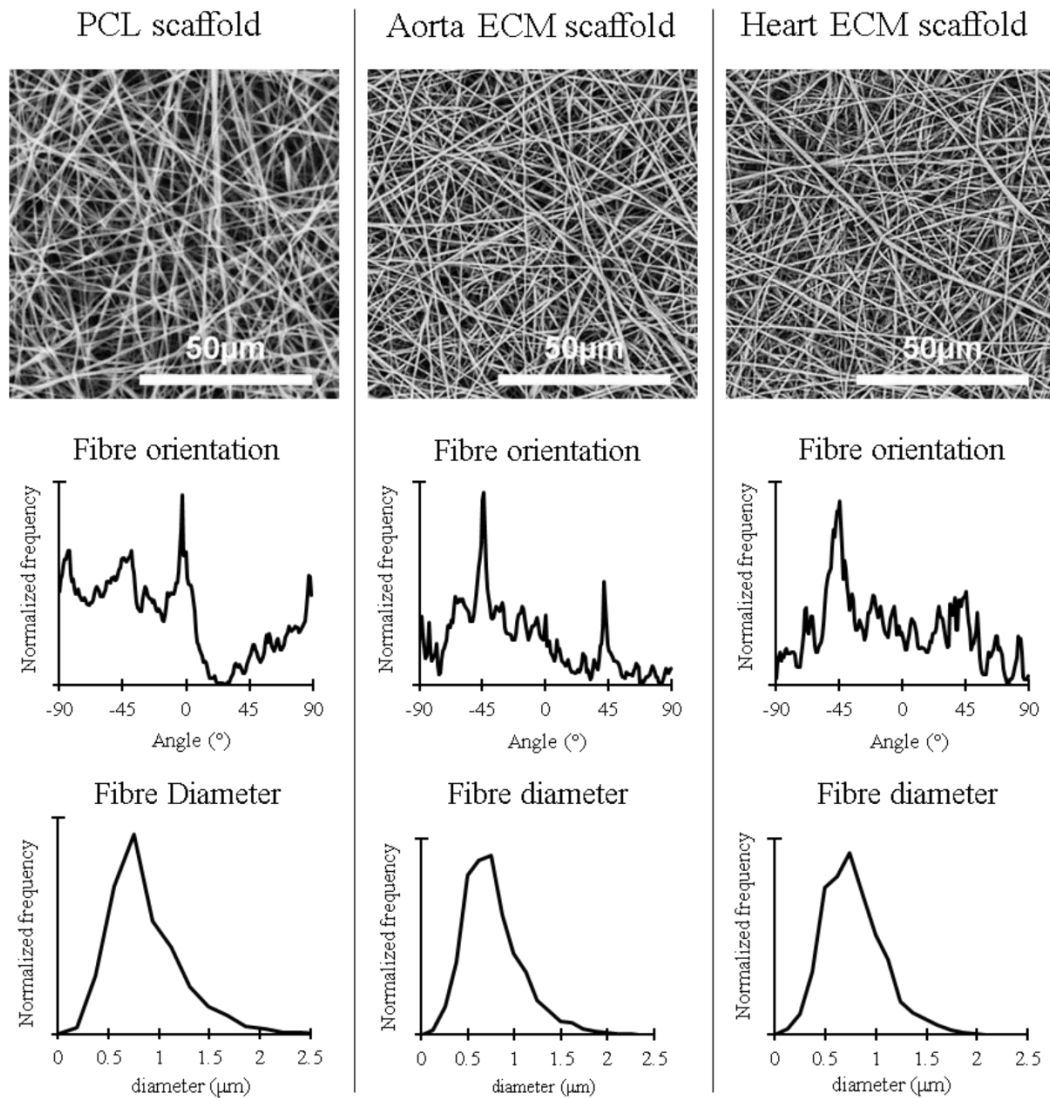 PCL scaffold
Aorta ECM scaffold
Heart ECM scaffold
50µm
50µm
50µm
Fibre orientation
Fibre orientation
Fibre orientation
Normalized frequency
-90 -45 0 45 90
Angle (°)
Normalized frequency
-90 -45 0 45 90
Angle (°)
Normalized frequency
-90 -45 0 45 90
Angle (°)
Fibre Diameter
Fibre diameter
Fibre diameter
Normalized frequency
0 0.5 1 1.5 2 2.5
diameter (µm)
Normalized frequency
0 0.5 1 1.5 2 2.5
diameter (µm)
Normalized frequency
0 0.5 1 1.5 2 2.5
diameter (µm)